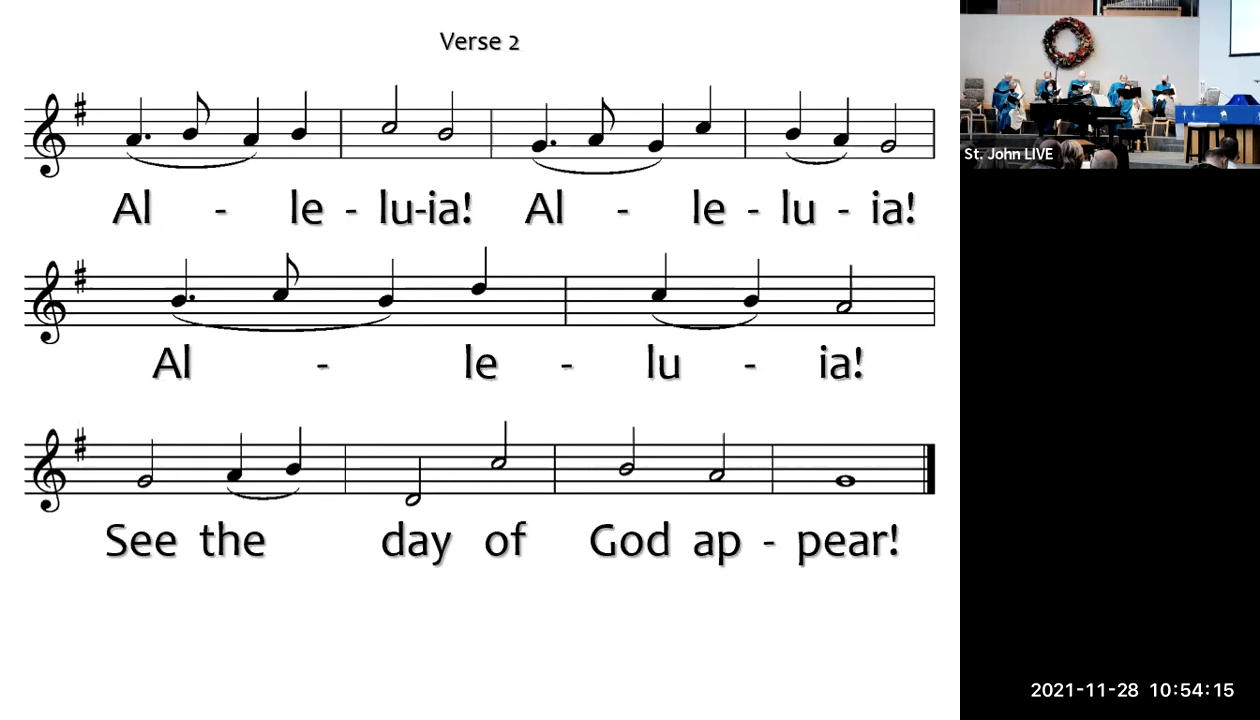 Verse 2
Al - le - lu-ia! Al - le - lu - ia!
Al - le - lu - ia!
See the day of God ap - pear!
St. John LIVE
2021-11-28 10:54:15